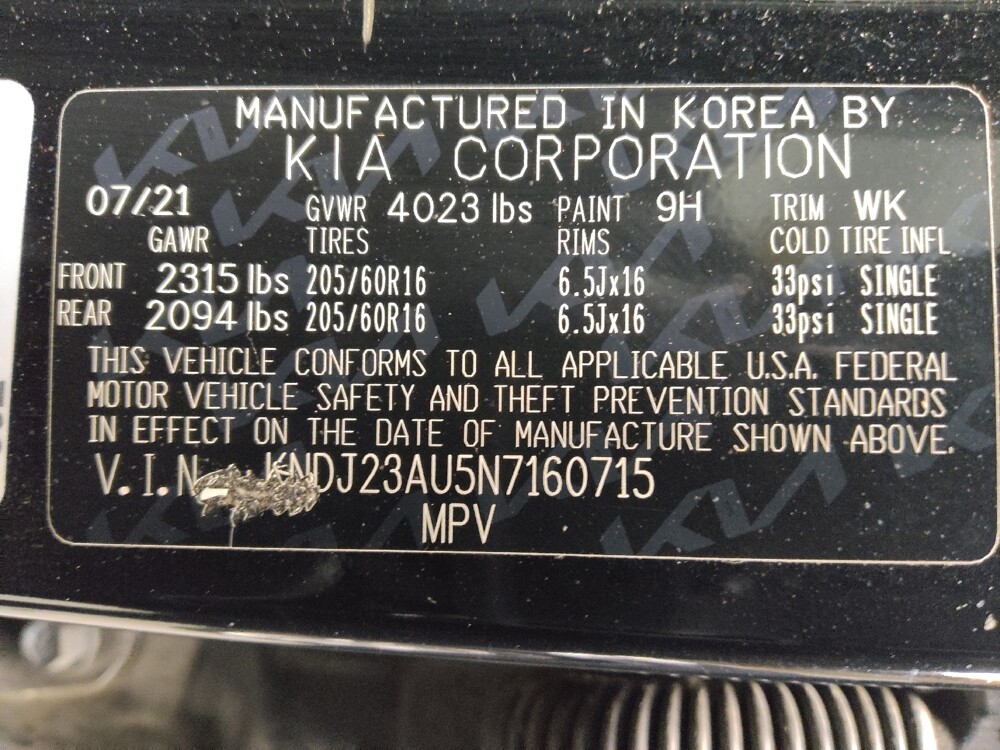 MANUFACTURED IN KOREA BY
KIA CORPORATION
07/21 GVWR 4023 lbs PAINT 9H TRIM WK
GAWR TIRES RIMS COLD TIRE INFL
FRONT 2315 lbs 205/60R16 6.5Jx16 33psi SINGLE
REAR 2094 lbs 205/60R16 6.5Jx16 33psi SINGLE
THIS VEHICLE CONFORMS TO ALL APPLICABLE U.S.A. FEDERAL
MOTOR VEHICLE SAFETY AND THEFT PREVENTION STANDARDS
IN EFFECT ON THE DATE OF MANUFACTURE SHOWN ABOVE.
V.I.N KNDJ23AU5N7160715
MPV